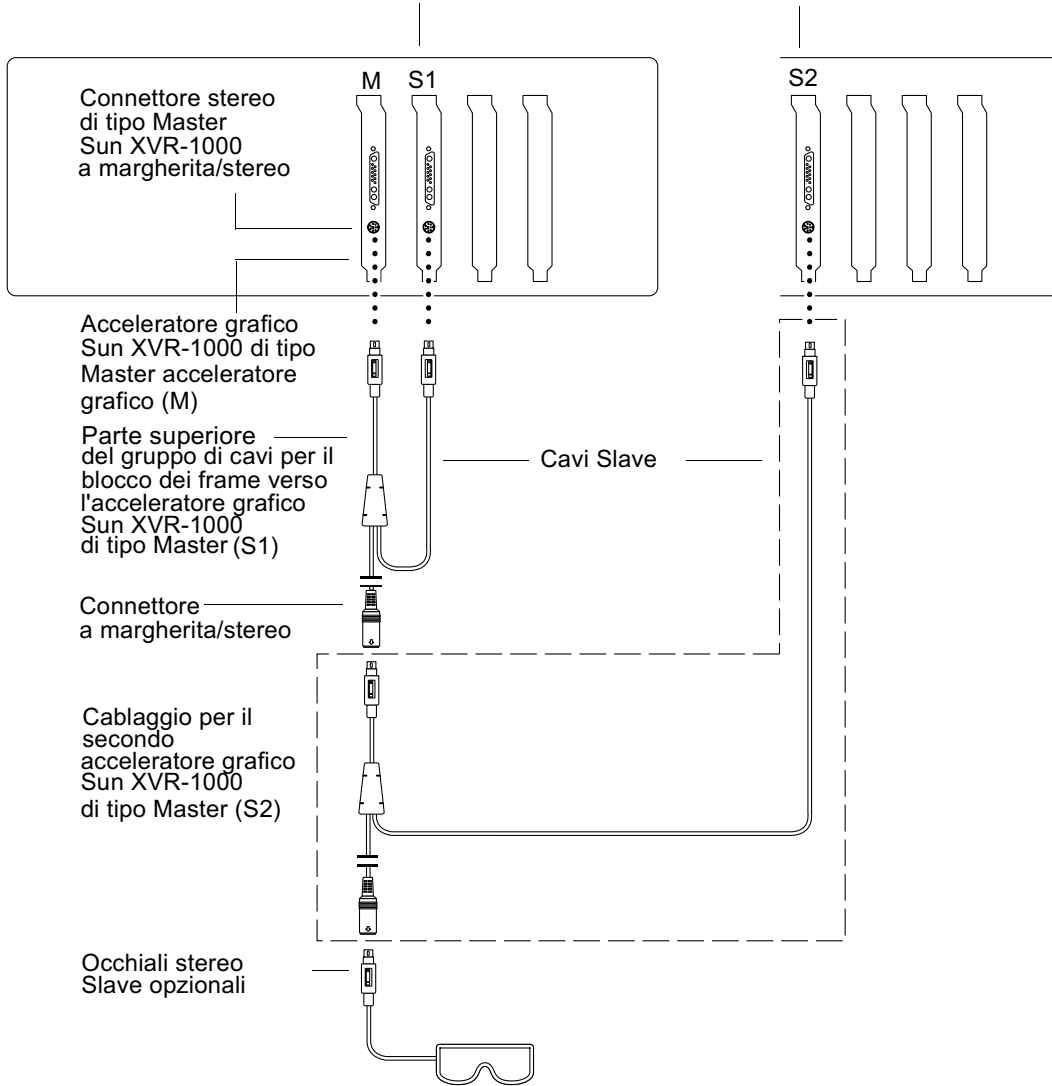 M
S1
S2
Connettore stereo
di tipo Master
Sun XVR-1000
a margherita/stereo
Acceleratore grafico
Sun XVR-1000 di tipo
Master acceleratore
grafico (M)
Parte superiore
del gruppo di cavi per il
blocco dei frame verso
l'acceleratore grafico
Sun XVR-1000
di tipo Master (S1)
Cavi Slave
Connettore
a margherita/stereo
Cablaggio per il
secondo
acceleratore grafico
Sun XVR-1000
di tipo Master (S2)
Occhiali stereo
Slave opzionali